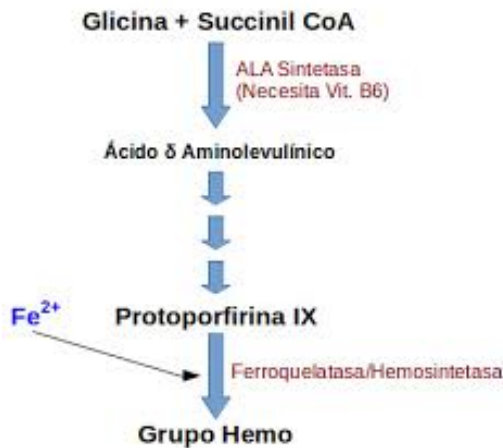 Glicina + Succinil CoA
ALA Sintetasa
(Necesita Vit. B6)
Ácido δ Aminolevulínico
Fe²⁺
Protoporfirina IX
Ferroquelatasa/Hemosintetasa
Grupo Hemo